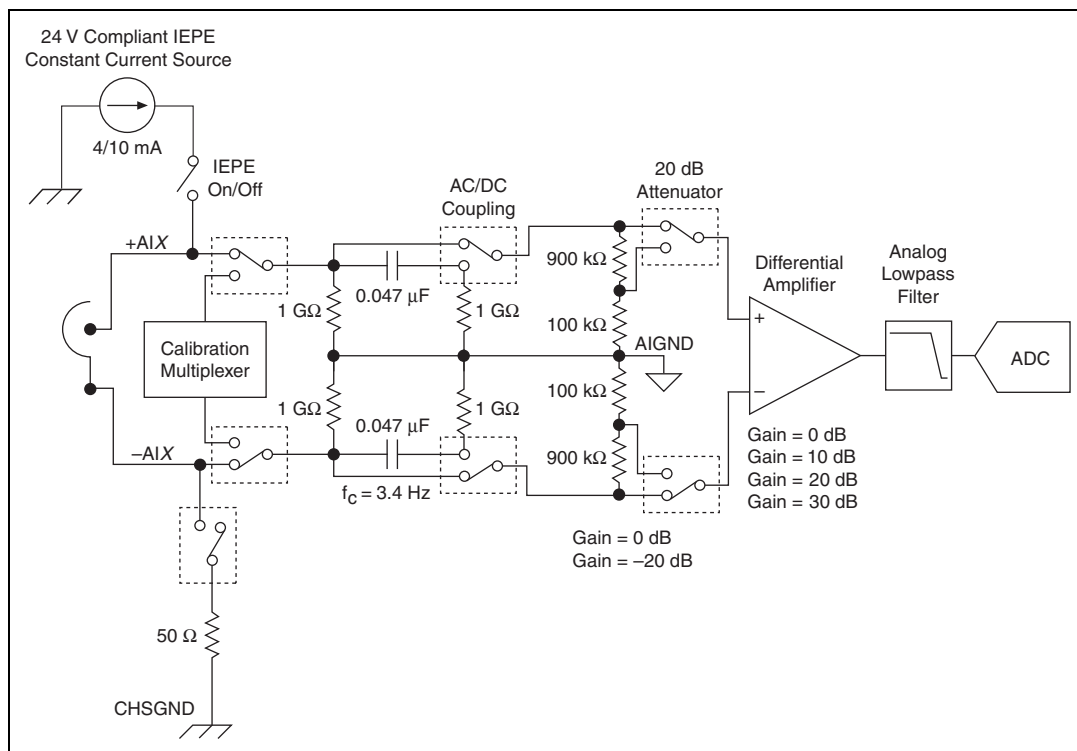 24 V Compliant IEPE
Constant Current Source
4/10 mA
IEPE
On/Off
+AIX
Calibration
Multiplexer
−AIX
50 Ω
CHSGND
AC/DC
Coupling
0.047 μF
1 GΩ
1 GΩ
1 GΩ
1 GΩ
0.047 μF
fc = 3.4 Hz
20 dB
Attenuator
900 kΩ
100 kΩ
AIGND
100 kΩ
900 kΩ
Gain = 0 dB
Gain = −20 dB
Differential
Amplifier
+
−
Gain = 0 dB
Gain = 10 dB
Gain = 20 dB
Gain = 30 dB
Analog
Lowpass
Filter
ADC